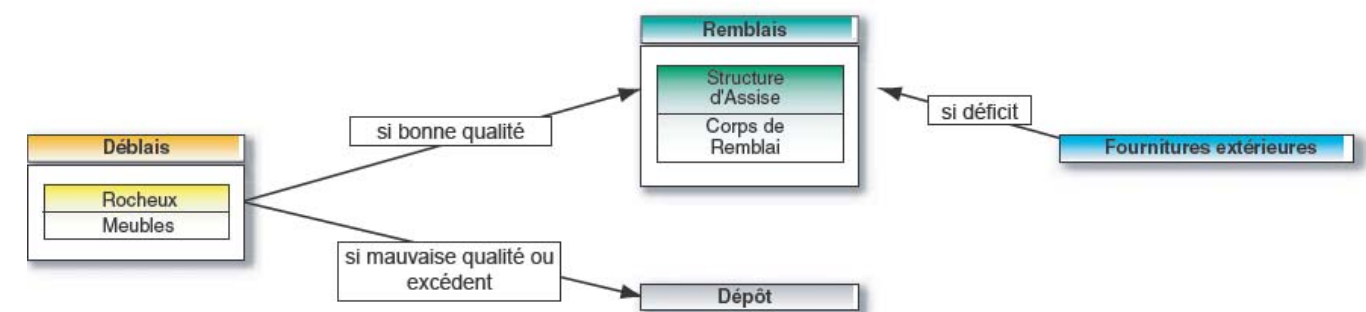 Remblais
Structure
d'Assise
Corps de
Remblai
si bonne qualité
si déficit
Déblais
Rocheux
Meubles
Fournitures extérieures
si mauvaise qualité ou
excédent
Dépôt